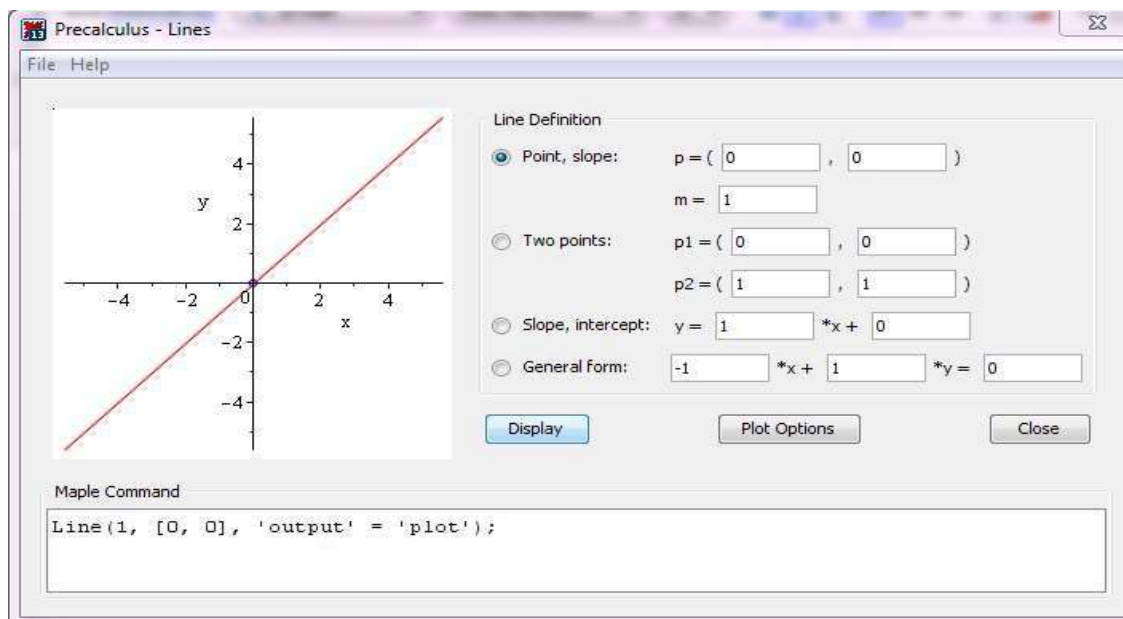 Precalculus - Lines
File Help
Line Definition
Point, slope: p = ( 0 , 0 )
m = 1
Two points: p1 = ( 0 , 0 )
p2 = ( 1 , 1 )
Slope, intercept: y = 1 *x + 0
General form: -1 *x + 1 *y = 0
Display Plot Options Close
4
y
2
-4 -2 0 2 4
x
-2
-4
Maple Command
Line(1, [0, 0], 'output' = 'plot');